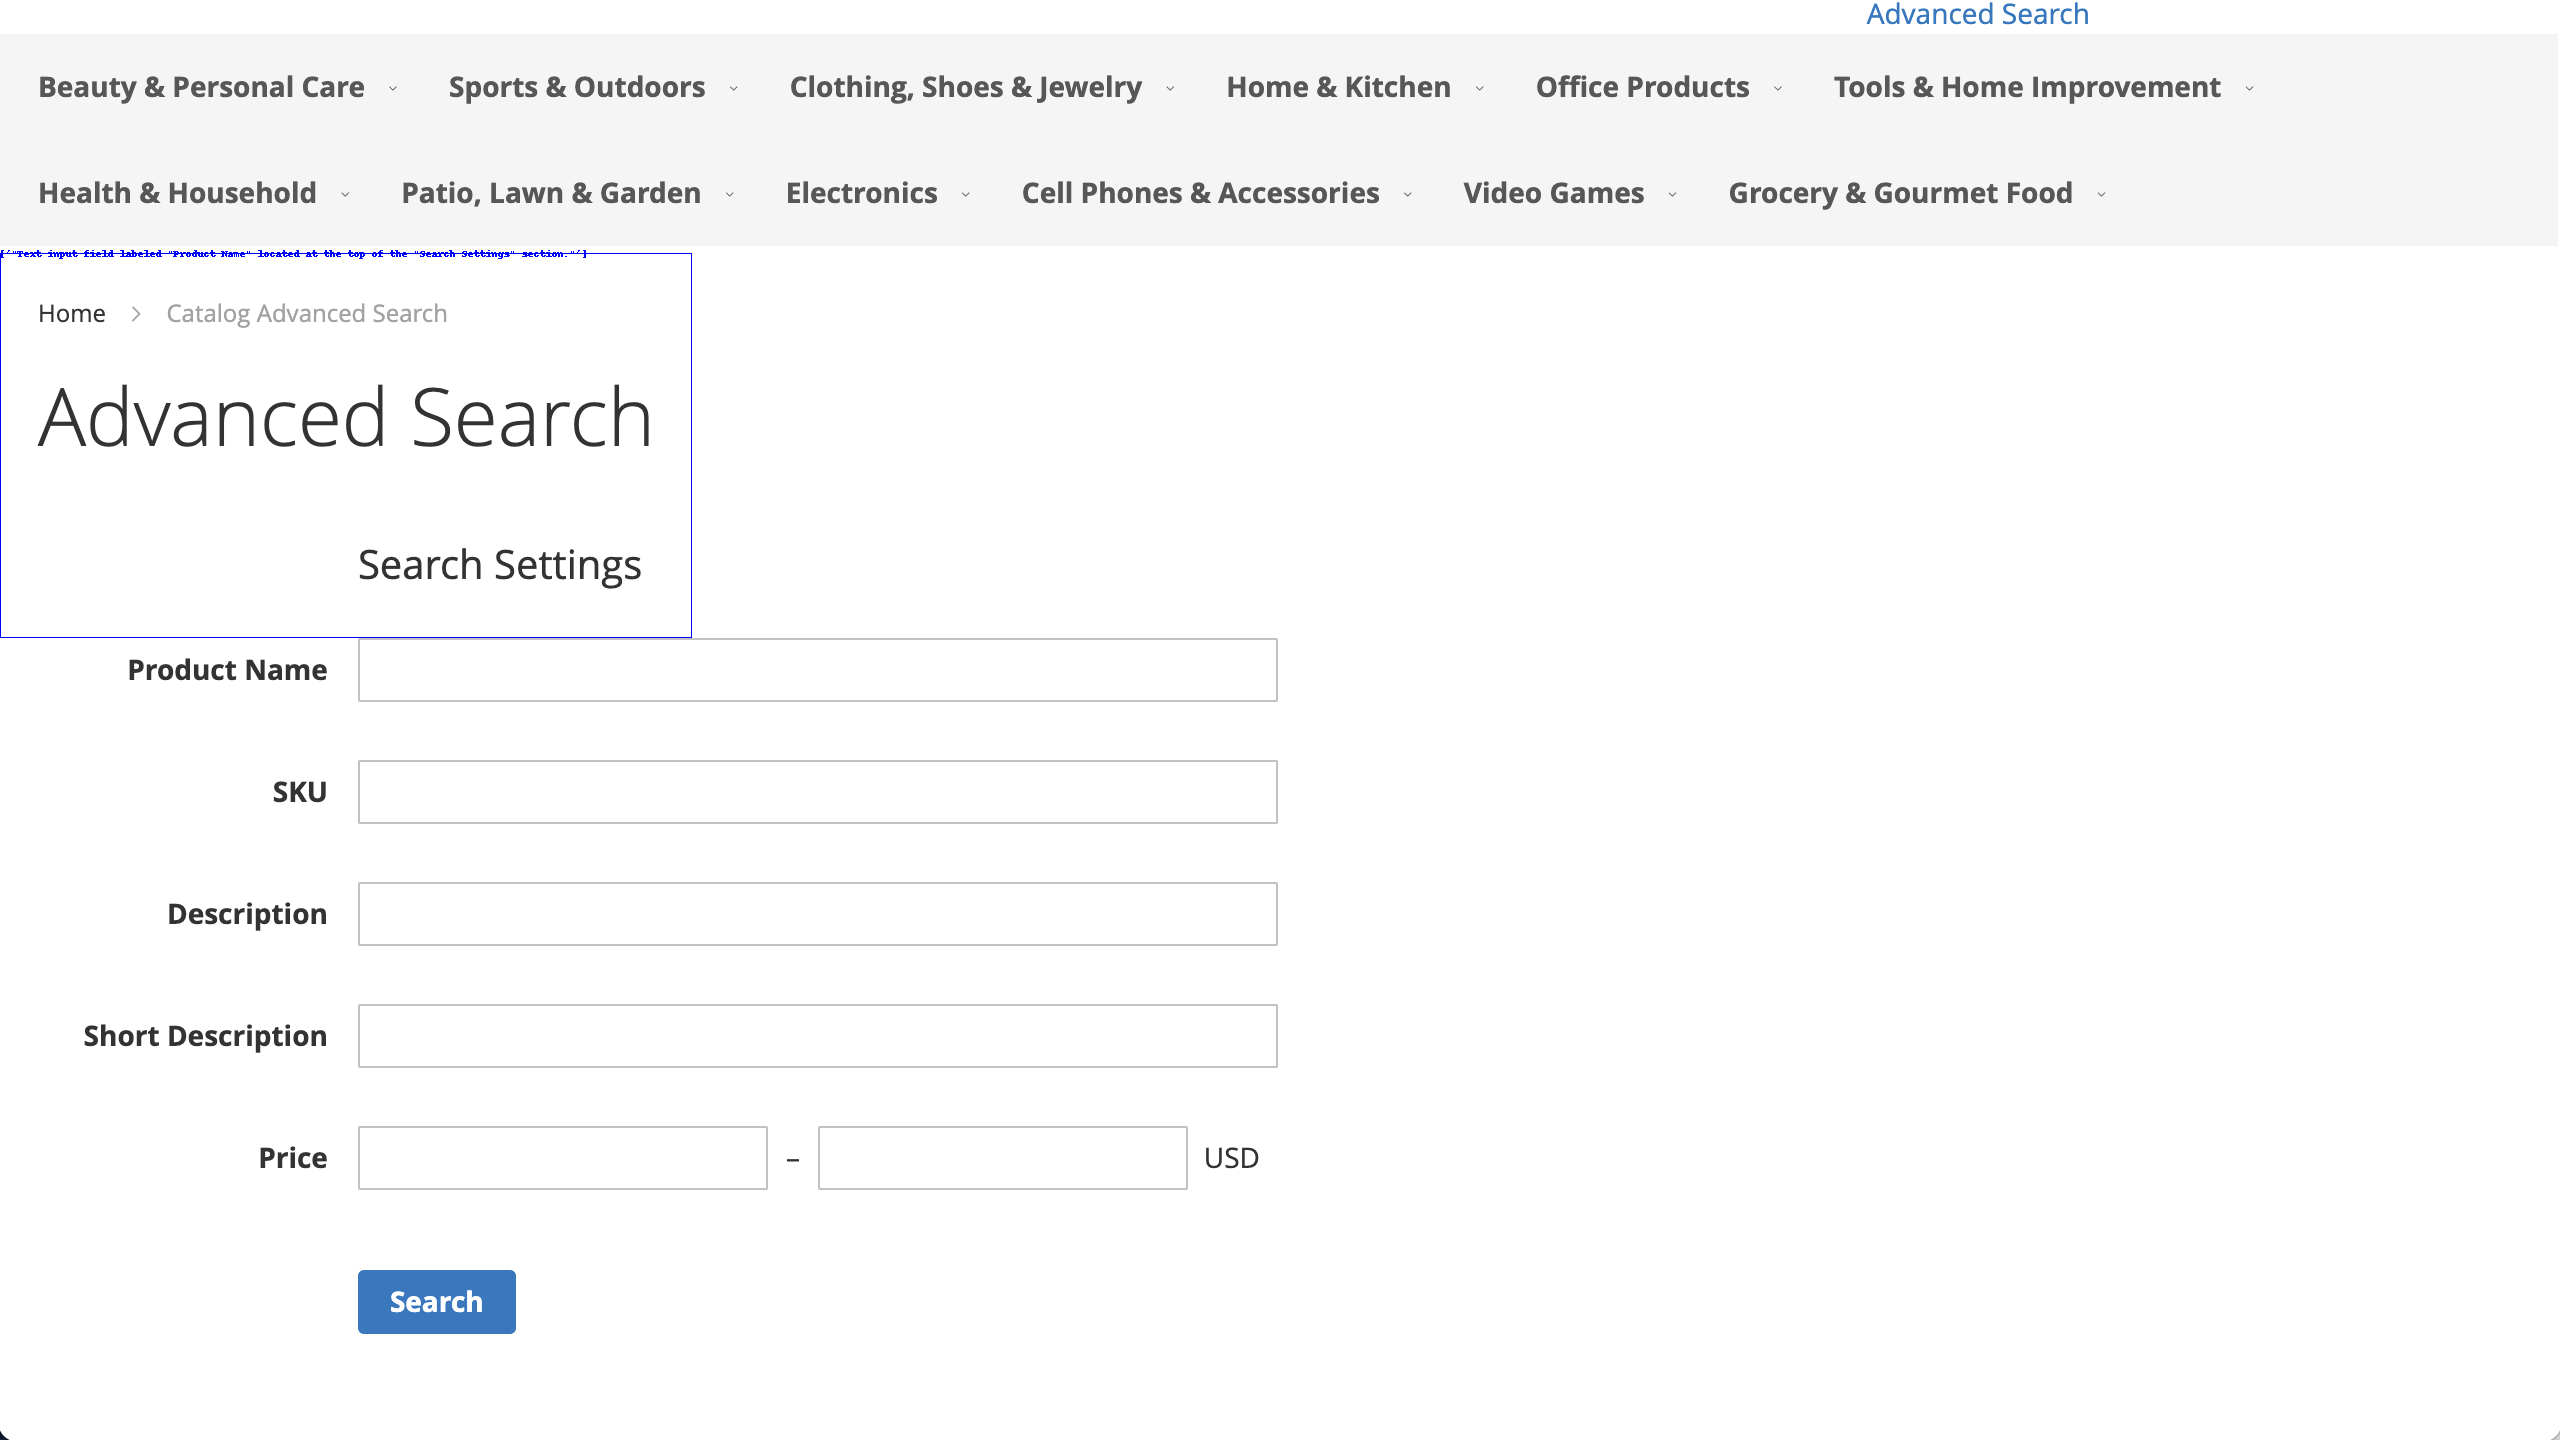 Advanced Search
Beauty & Personal Care Sports & Outdoors Clothing, Shoes & Jewelry Home & Kitchen Office Products Tools & Home Improvement
Health & Household Patio, Lawn & Garden Electronics Cell Phones & Accessories Video Games Grocery & Gourmet Food
['"Text input field labeled "Product Name" located at the top of the "Search Settings" section."']
Home > Catalog Advanced Search
Advanced Search
Search Settings
Product Name
SKU
Description
Short Description
Price – USD
Search